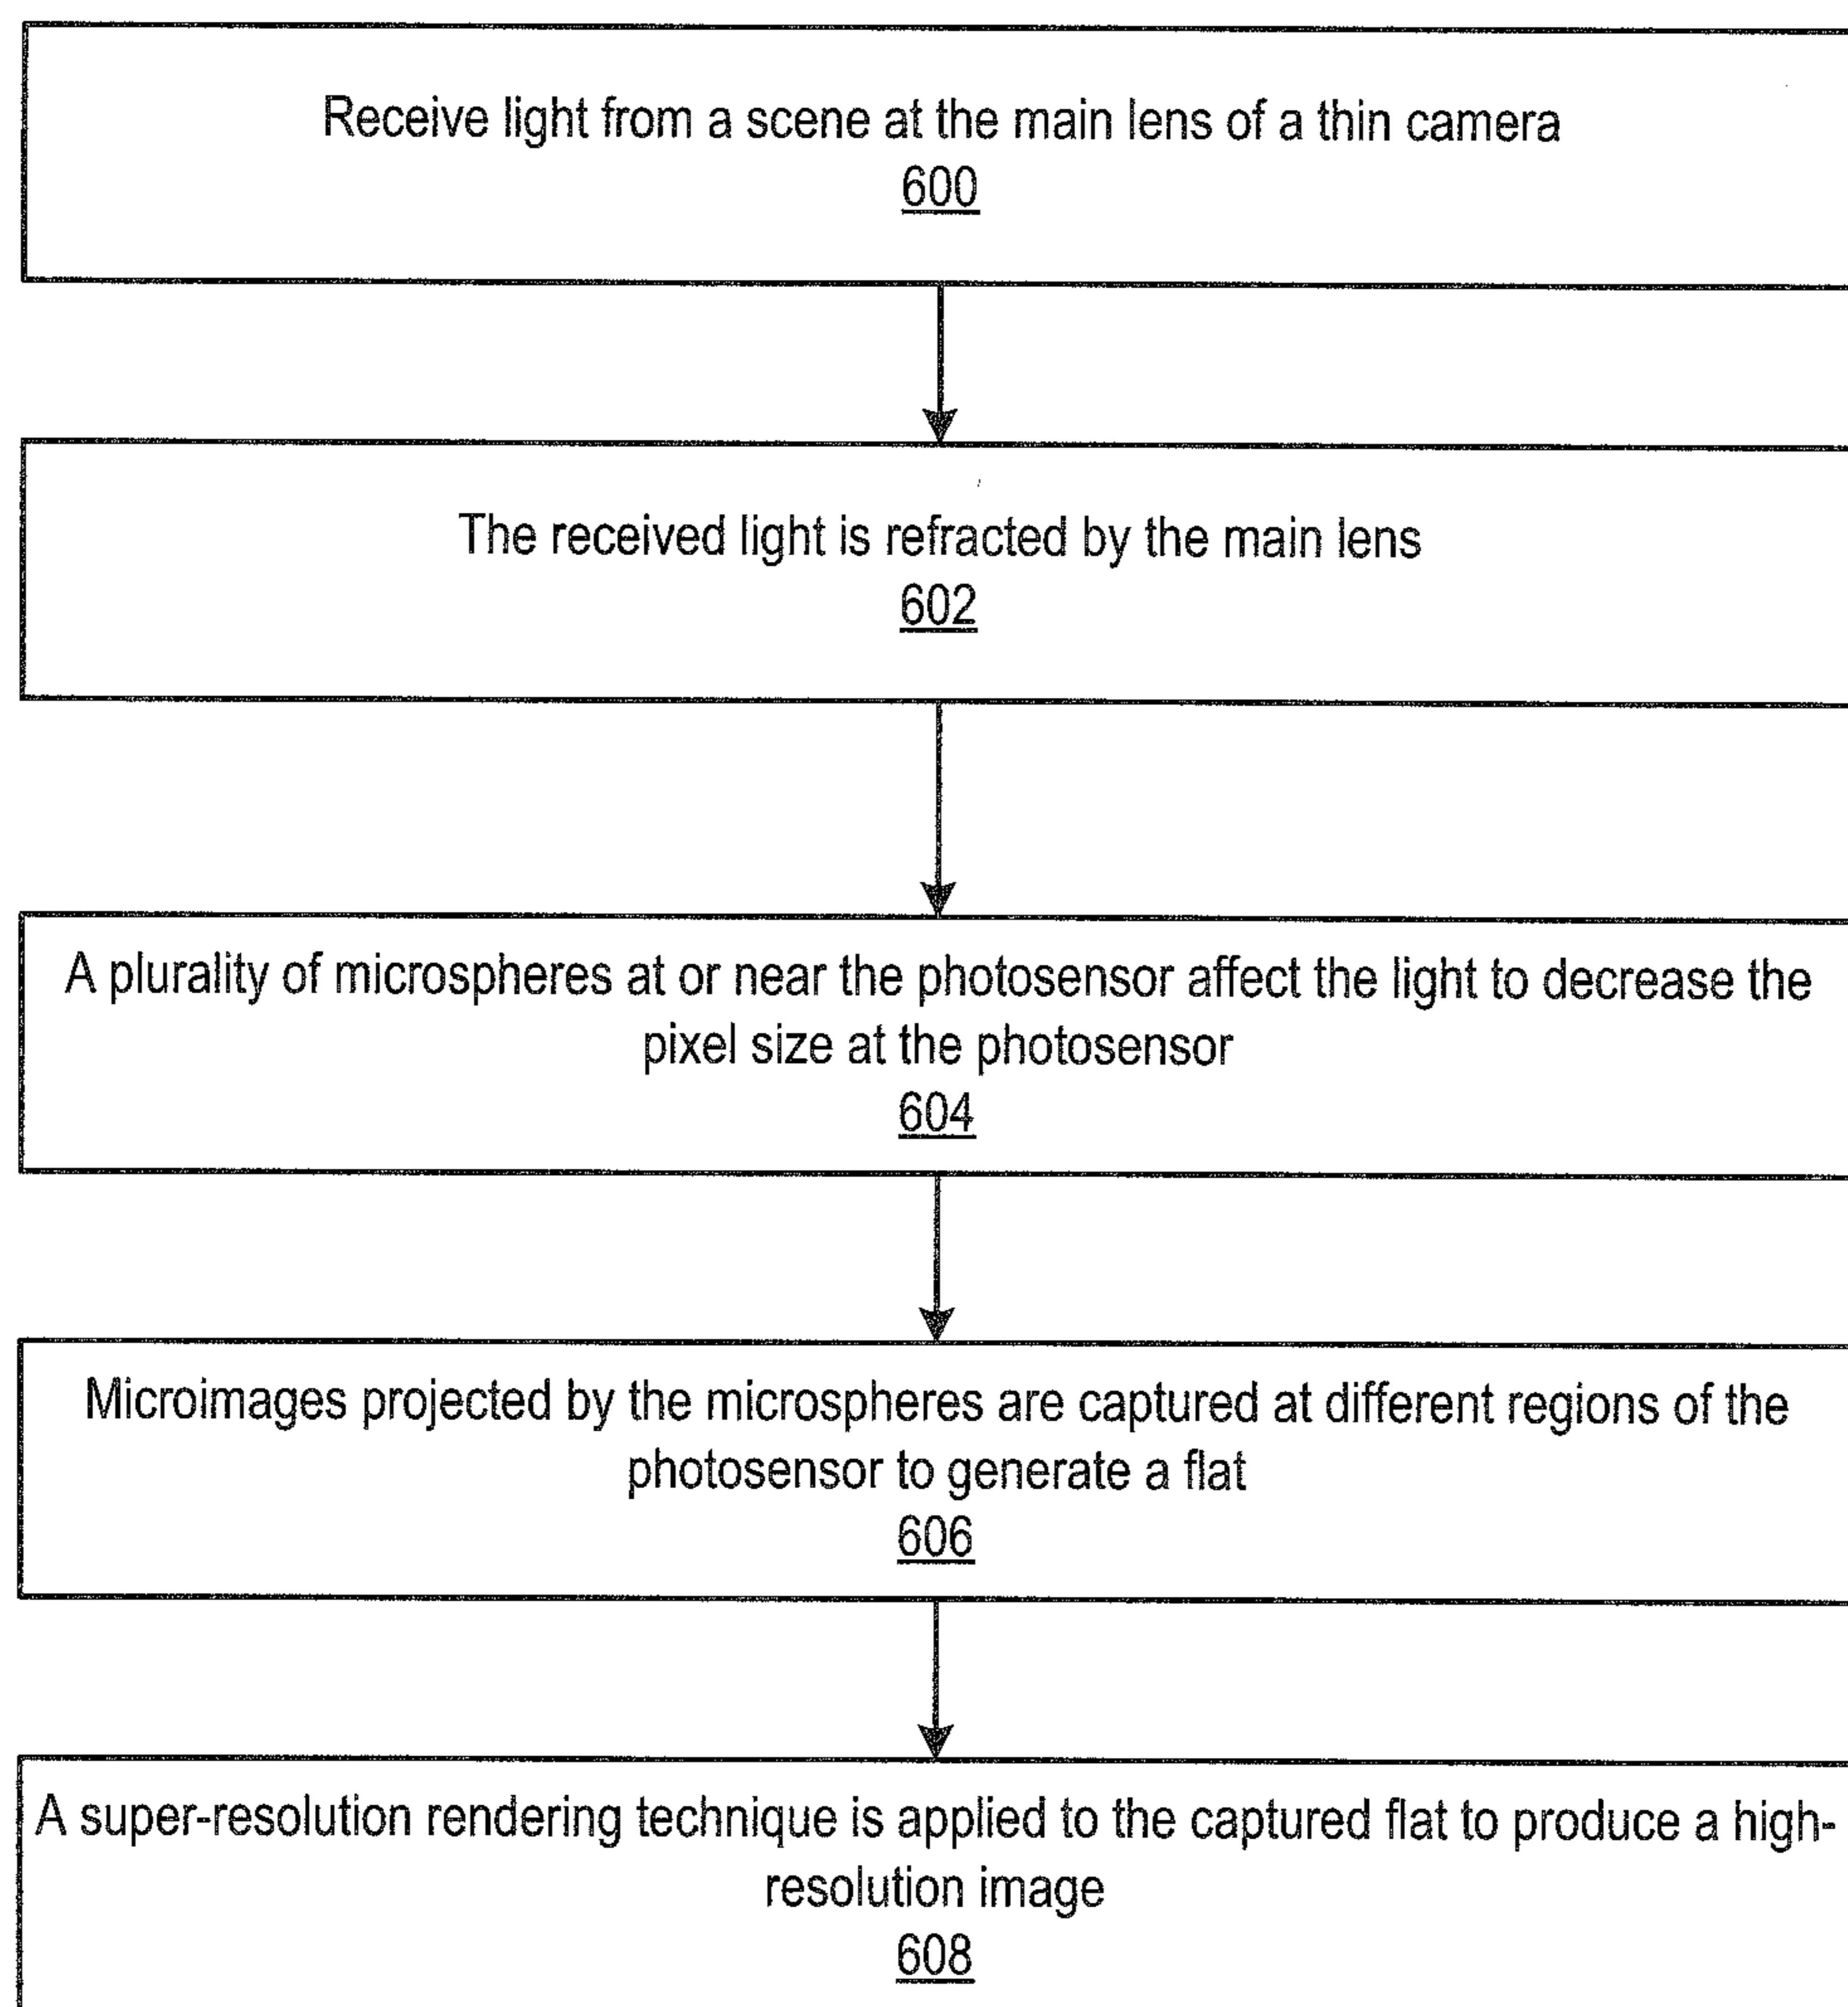 Receive light from a scene at the main lens of a thin camera
600
The received light is refracted by the main lens
602
A plurality of microspheres at or near the photosensor affect the light to decrease the
pixel size at the photosensor
604
Microimages projected by the microspheres are captured at different regions of the
photosensor to generate a flat
606
A super-resolution rendering technique is applied to the captured flat to produce a high-
resolution image
608